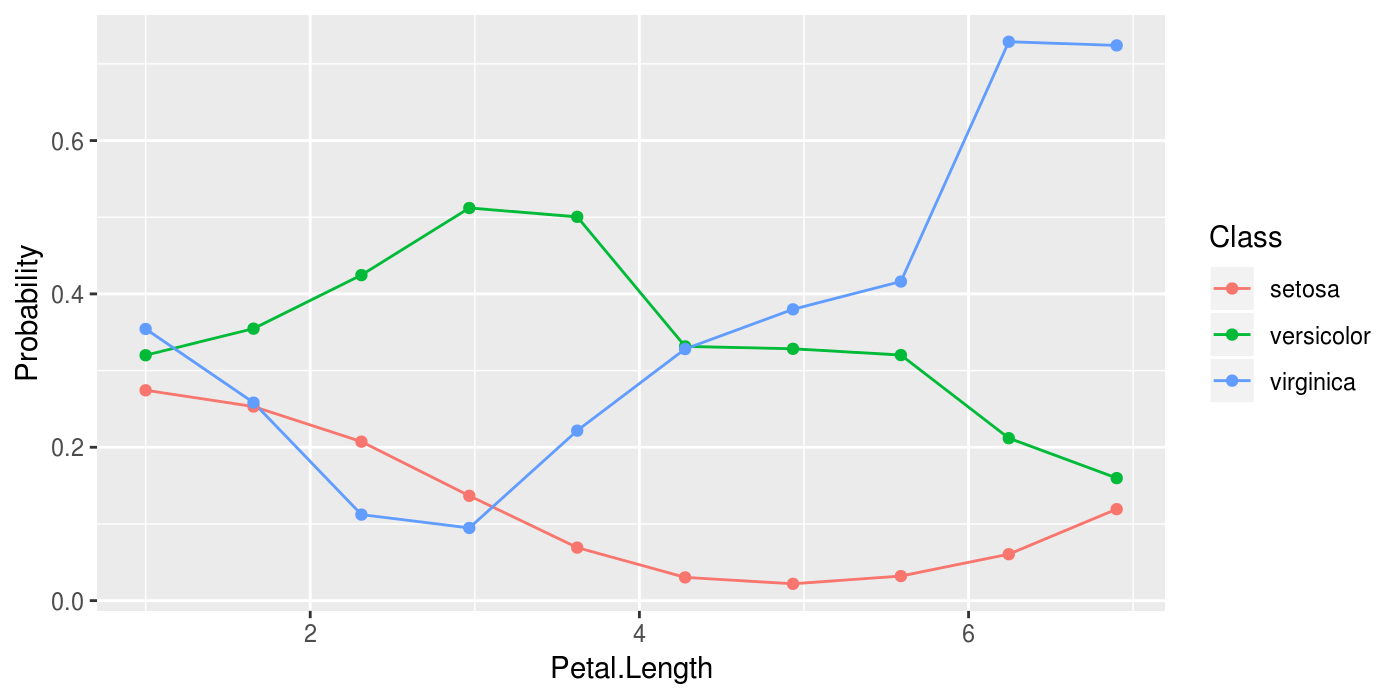 Probability
0.6
0.4
0.2
0.0
2
4
6
Petal.Length
Class
setosa
versicolor
virginica